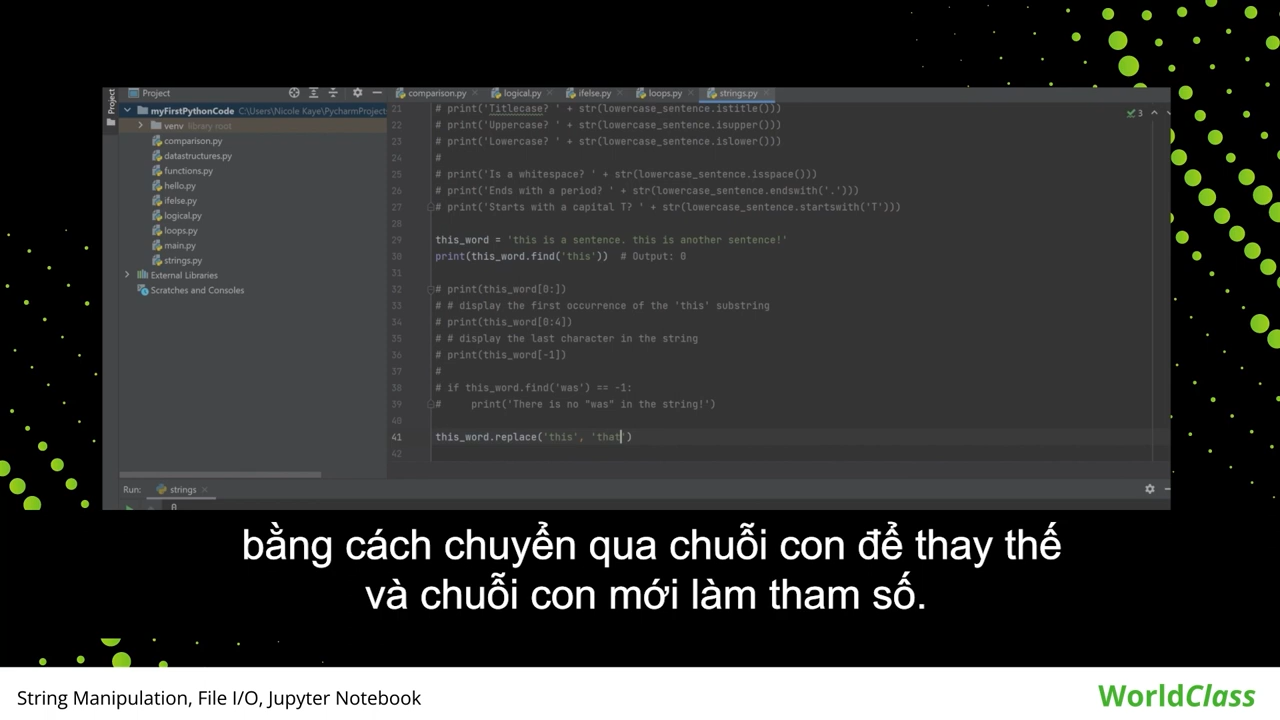 Project
comparison.py
logical.py
ifelse.py
loops.py
strings.py
Project
myFirstPythonCode C:\Users\Nicole Kaye\PycharmProject
venv library root
comparison.py
datastructures.py
functions.py
hello.py
ifelse.py
logical.py
loops.py
main.py
strings.py
External Libraries
Scratches and Consoles
3
21 # print('Titlecase? ' + str(lowercase_sentence.istitle()))
22 # print('Uppercase? ' + str(lowercase_sentence.isupper()))
23 # print('Lowercase? ' + str(lowercase_sentence.islower()))
24 #
25 # print('Is a whitespace? ' + str(lowercase_sentence.isspace()))
26 # print('Ends with a period? ' + str(lowercase_sentence.endswith('.')))
27 # print('Starts with a capital T? ' + str(lowercase_sentence.startswith('T')))
28
29 this_word = 'this is a sentence. this is another sentence!'
30 print(this_word.find('this')) # Output: 0
31
32 # print(this_word[0:])
33 # # display the first occurrence of the 'this' substring
34 # print(this_word[0:4])
35 # # display the last character in the string
36 # print(this_word[-1])
37 #
38 # if this_word.find('was') == -1:
39 #     print('There is no "was" in the string!')
40
41 this_word.replace('this', 'that')
42
Run: strings
0
bằng cách chuyển qua chuỗi con để thay thế
và chuỗi con mới làm tham số.
String Manipulation, File I/O, Jupyter Notebook
WorldClass